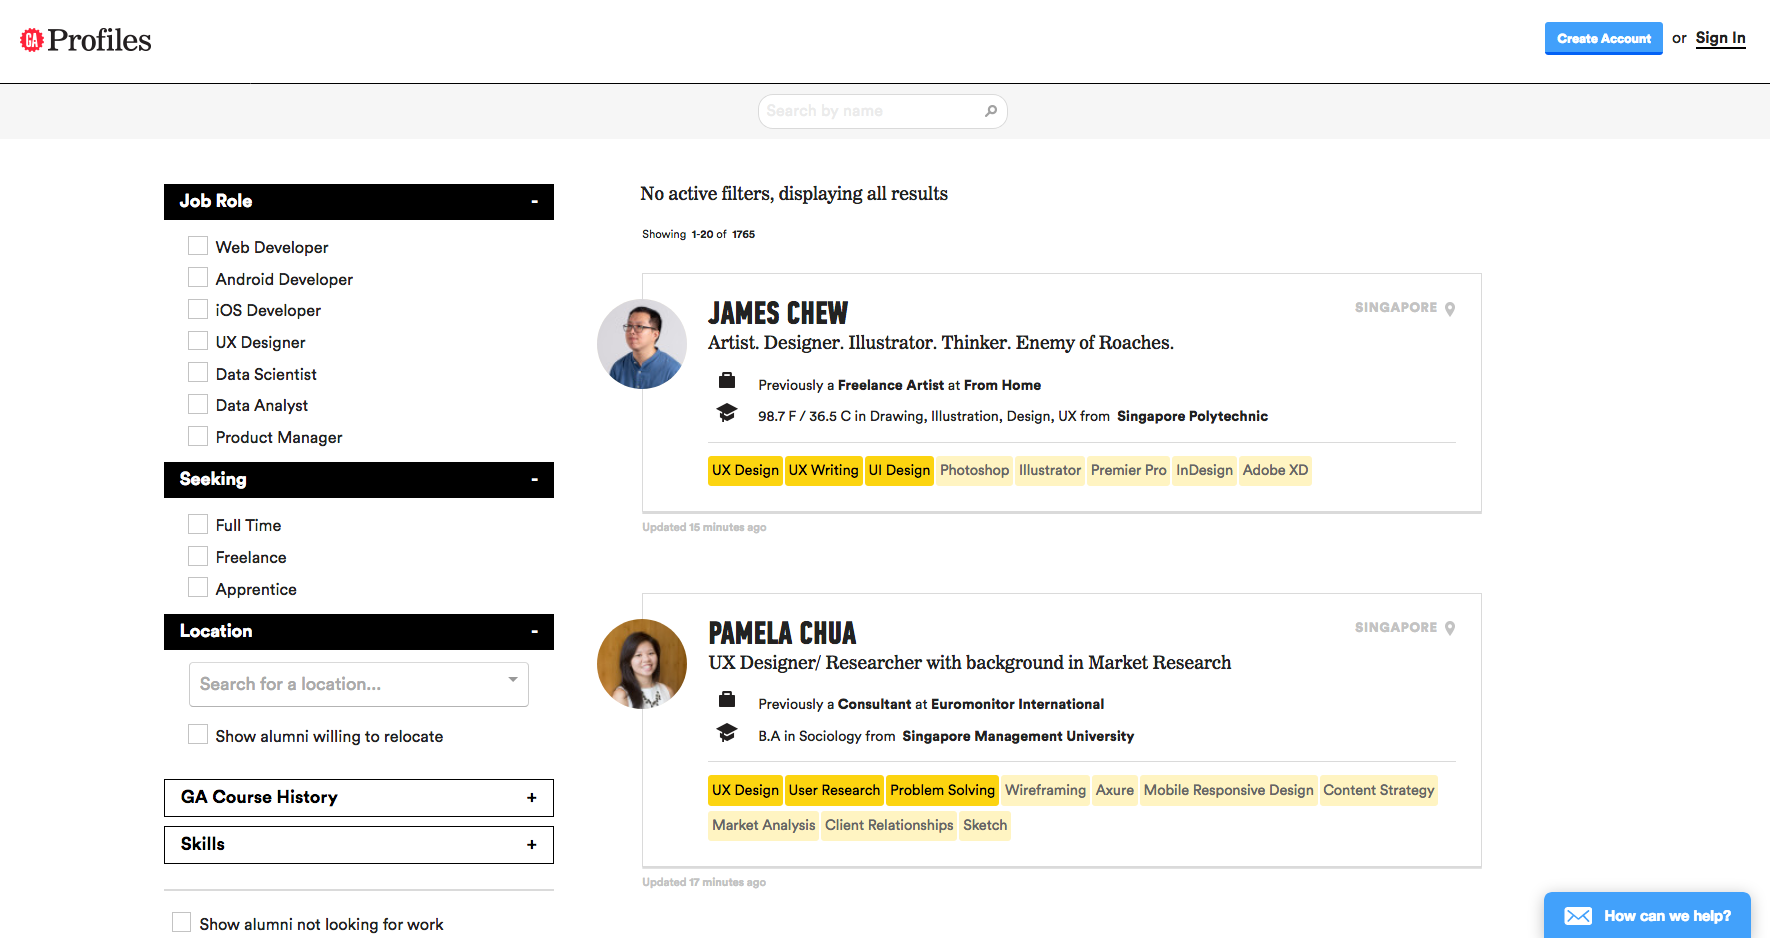 GA Profiles
Create Account or Sign In
Search by name
Job Role -
Web Developer
Android Developer
iOS Developer
UX Designer
Data Scientist
Data Analyst
Product Manager
Seeking -
Full Time
Freelance
Apprentice
Location -
Search for a location...
Show alumni willing to relocate
GA Course History +
Skills +
Show alumni not looking for work
No active filters, displaying all results
Showing 1-20 of 1765
JAMES CHEW
SINGAPORE
Artist. Designer. Illustrator. Thinker. Enemy of Roaches.
Previously a Freelance Artist at From Home
98.7 F / 36.5 C in Drawing, Illustration, Design, UX from Singapore Polytechnic
UX Design UX Writing UI Design Photoshop Illustrator Premier Pro InDesign Adobe XD
Updated 15 minutes ago
PAMELA CHUA
SINGAPORE
UX Designer/ Researcher with background in Market Research
Previously a Consultant at Euromonitor International
B.A in Sociology from Singapore Management University
UX Design User Research Problem Solving Wireframing Axure Mobile Responsive Design Content Strategy
Market Analysis Client Relationships Sketch
Updated 17 minutes ago
How can we help?